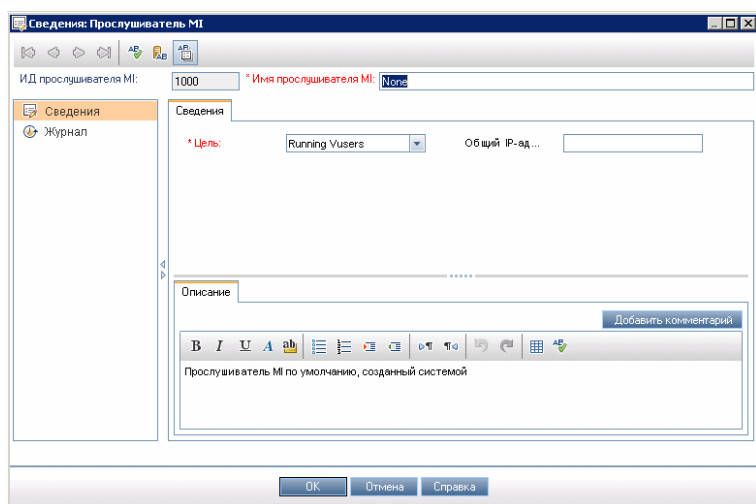 Сведения: Прослушиватель MI
ИД прослушивателя MI: 1000 * Имя прослушивателя MI: None
Сведения
Журнал
Сведения
* Цель: Running Vusers Общий IP-ад...
Описание
Добавить комментарий
B I U A ab
Прослушиватель MI по умолчанию, созданный системой
OK Отмена Справка